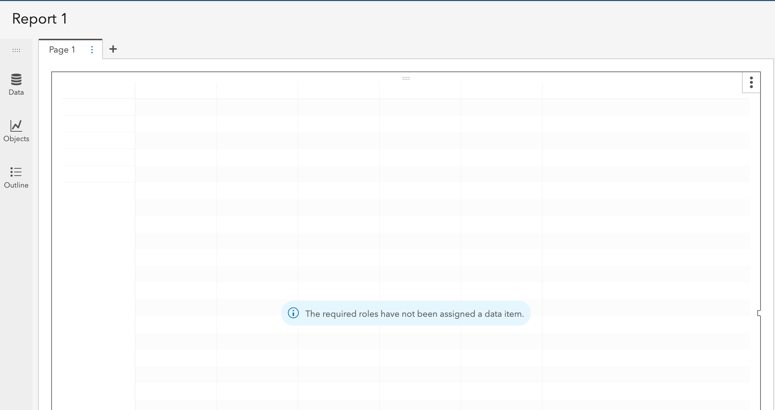 Report 1
Page 1
Data
Objects
Outline
The required roles have not been assigned a data item.